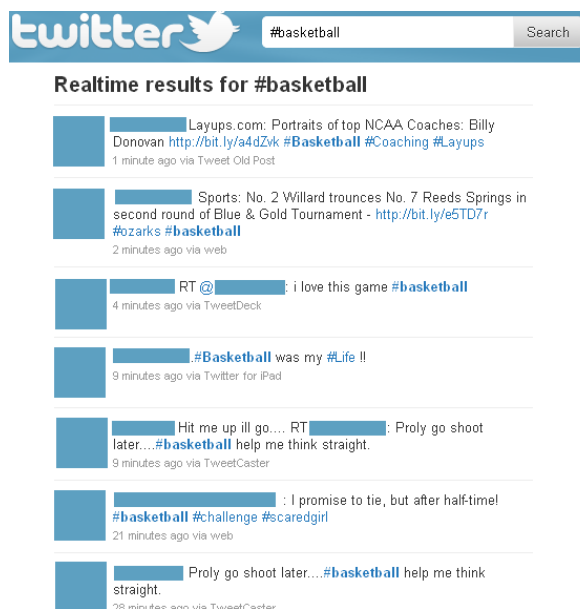 twitter
#basketball
Search
Realtime results for #basketball
Layups.com: Portraits of top NCAA Coaches: Billy
Donovan http://bit.ly/a4dZvk #Basketball #Coaching #Layups
1 minute ago via Tweet Old Post
Sports: No. 2 Willard trounces No. 7 Reeds Springs in
second round of Blue & Gold Tournament - http://bit.ly/e5TD7r
#ozarks #basketball
2 minutes ago via web
RT @ : i love this game #basketball
4 minutes ago via TweetDeck
.#Basketball was my #Life !!
9 minutes ago via Twitter for iPad
Hit me up ill go.... RT : Proly go shoot
later....#basketball help me think straight.
9 minutes ago via TweetCaster
: I promise to tie, but after half-time!
#basketball #challenge #scaredgirl
21 minutes ago via web
Proly go shoot later....#basketball help me think
straight.
28 minutes ago via TweetCaster